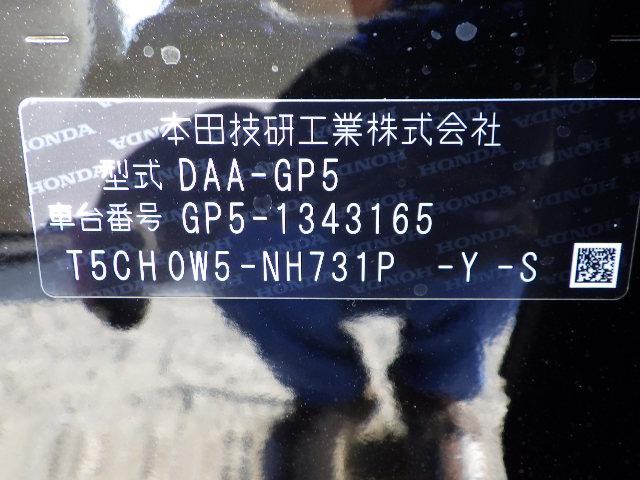 本田技研工業株式会社
型式 DAA-GP5
車台番号 GP5-1343165
T5CH0W5-NH731P -Y -S